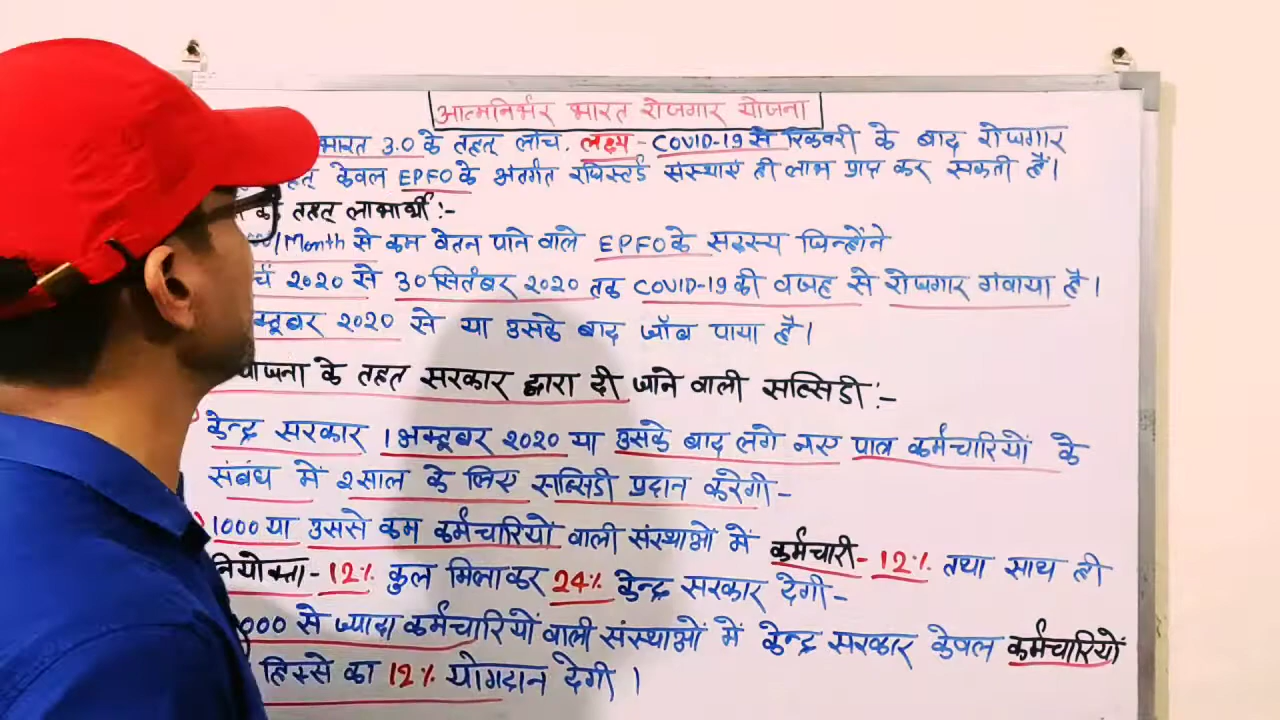 आत्मनिर्भर भारत रोजगार योजना
भारत 3.0 के तहत् लांच. लक्ष्य - COVID-19 से रिकवरी के बाद रोजगार
केवल EPFO के अंतर्गत रजिस्टर्ड संस्थाएं ही लाभ प्राप्त कर सकती हैं।
के तहत् लाभार्थी :-
/Month से कम वेतन पाने वाले EPFO के सदस्य जिन्होंने
2020 से 30 सितंबर 2020 तक COVID-19 की वजह से रोजगार गंवाया है।
2020 से या उसके बाद जॉब पाया है।
के तहत सरकार द्वारा दी जाने वाली सब्सिडी :-
केन्द्र सरकार 1 अक्टूबर 2020 या उसके बाद लगे नए पात्र कर्मचारियों के
संबंध में 2 साल के लिए सब्सिडी प्रदान करेगी -
1000 या उससे कम कर्मचारियों वाली संस्थाओं में कर्मचारी - 12% तथा साथ ही
नियोक्ता - 12% कुल मिलाकर 24% केन्द्र सरकार देगी -
000 से ज्यादा कर्मचारियों वाली संस्थाओं में केन्द्र सरकार केवल कर्मचारियों
हिस्से का 12% योगदान देगी ।